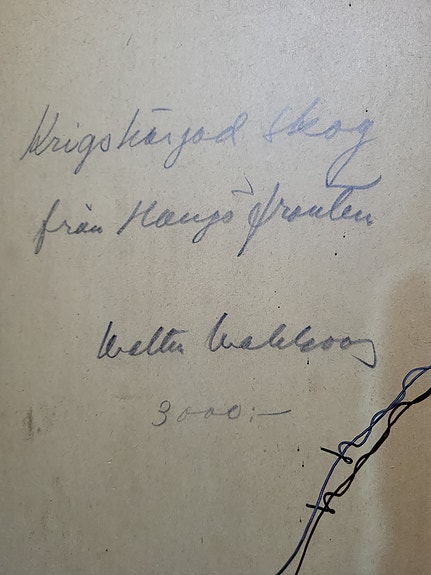 Krigshärjad skog
från Hangö fronten
Walter
3000:-